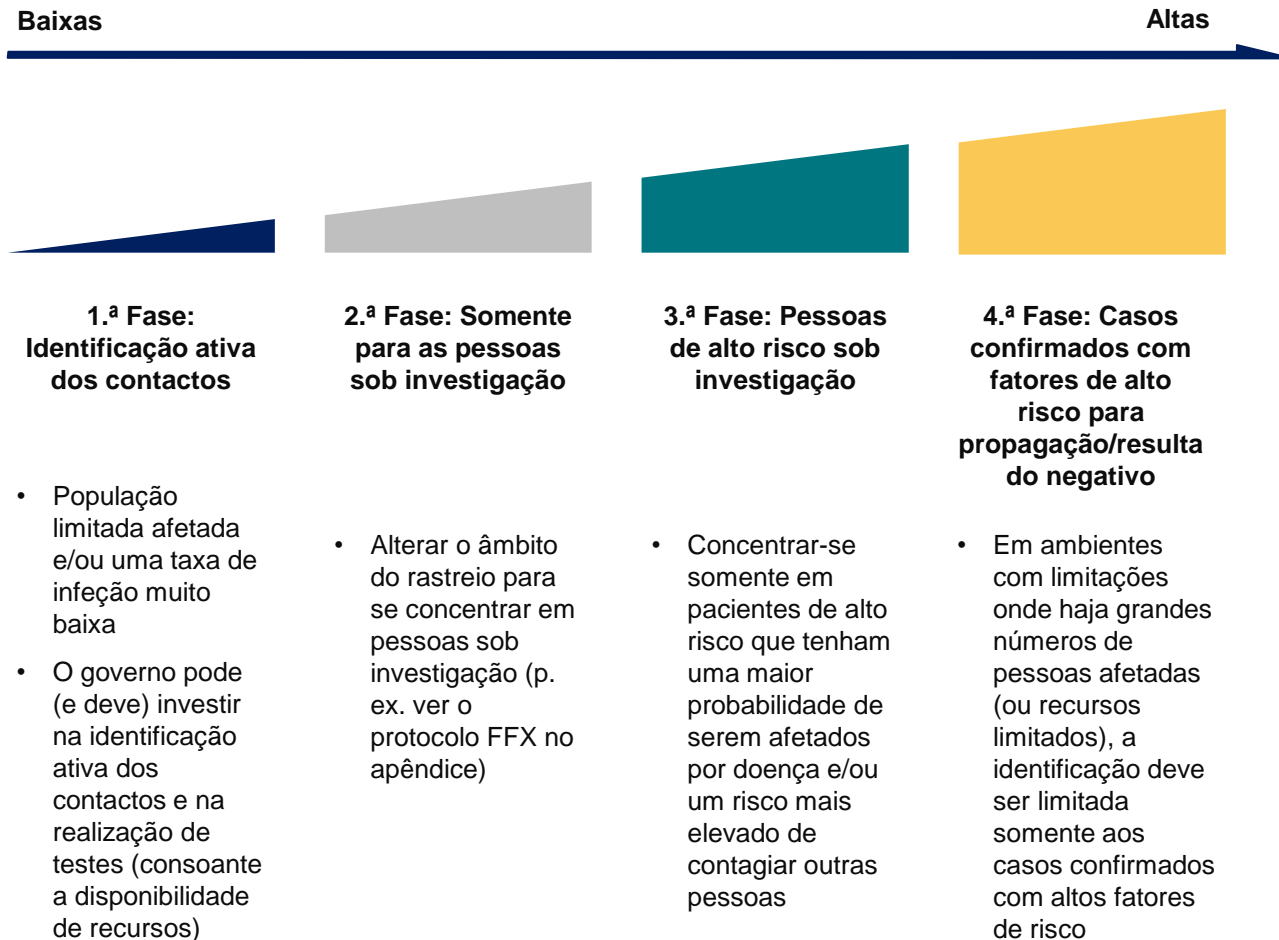 Baixas
Altas
1.ª Fase:
Identificação ativa
dos contactos
• População
limitada afetada
e/ou uma taxa de
infeção muito
baixa
• O governo pode
(e deve) investir
na identificação
ativa dos
contactos e na
realização de
testes (consoante
a disponibilidade
de recursos)
2.ª Fase: Somente
para as pessoas
sob investigação
• Alterar o âmbito
do rastreio para
se concentrar em
pessoas sob
investigação (p.
ex. ver o
protocolo FFX no
apêndice)
3.ª Fase: Pessoas
de alto risco sob
investigação
• Concentrar-se
somente em
pacientes de alto
risco que tenham
uma maior
probabilidade de
serem afetados
por doença e/ou
um risco mais
elevado de
contagiar outras
pessoas
4.ª Fase: Casos
confirmados com
fatores de alto
risco para
propagação/resulta
do negativo
• Em ambientes
com limitações
onde haja grandes
números de
pessoas afetadas
(ou recursos
limitados), a
identificação deve
ser limitada
somente aos
casos confirmados
com altos fatores
de risco